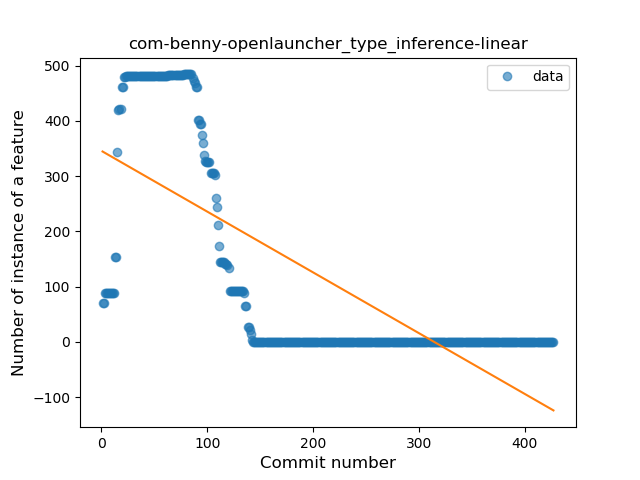 com-benny-openlauncher_type_inference-linear
data
500
400
300
200
100
0
−100
Number of instance of a feature
0 100 200 300 400
Commit number